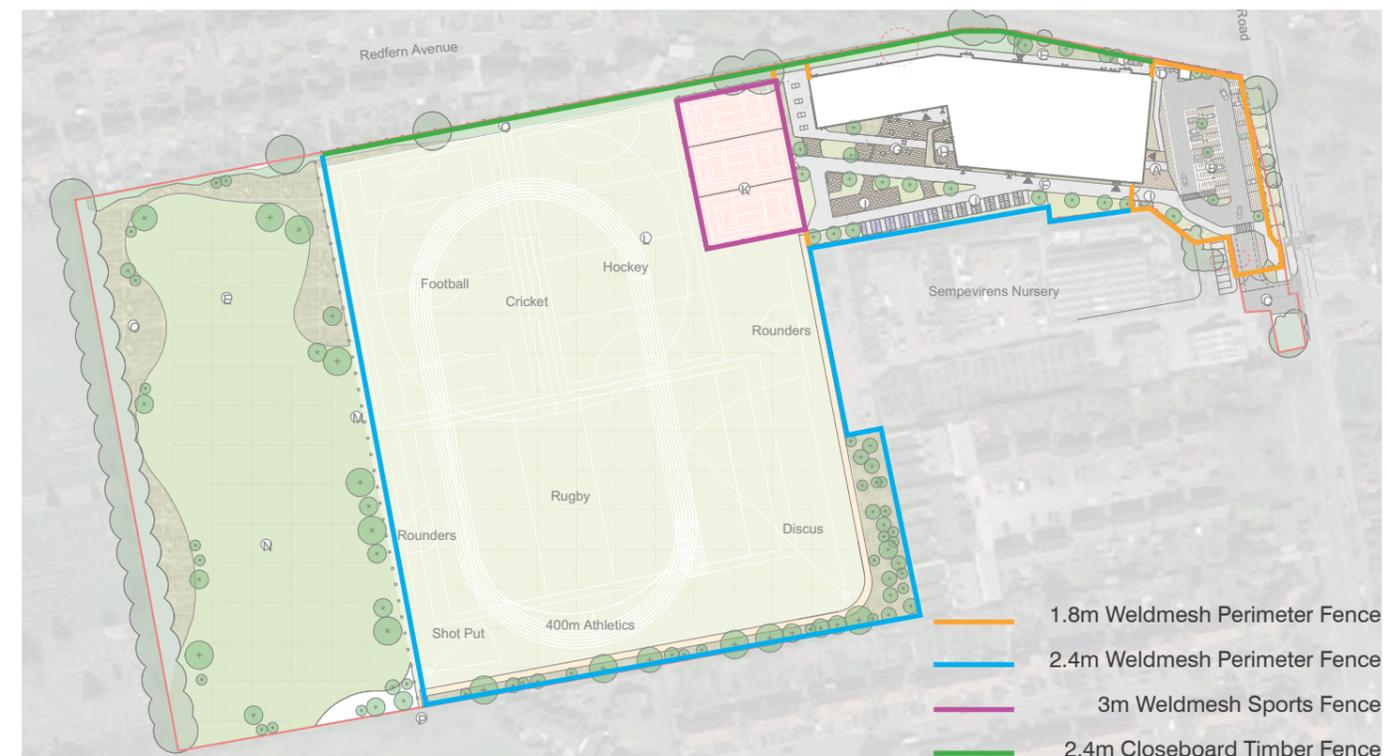 Road
Redfern Avenue
E
D
O
C
H
B
A
K
F
I
J
I
L
Hockey
Football
Cricket
Sempevirens Nursery
E
O
Rounders
M
Rugby
Discus
Rounders
N
1.8m Weldmesh Perimeter Fence
400m Athletics
Shot Put
2.4m Weldmesh Perimeter Fence
3m Weldmesh Sports Fence
P
2.4m Closeboard Timber Fence